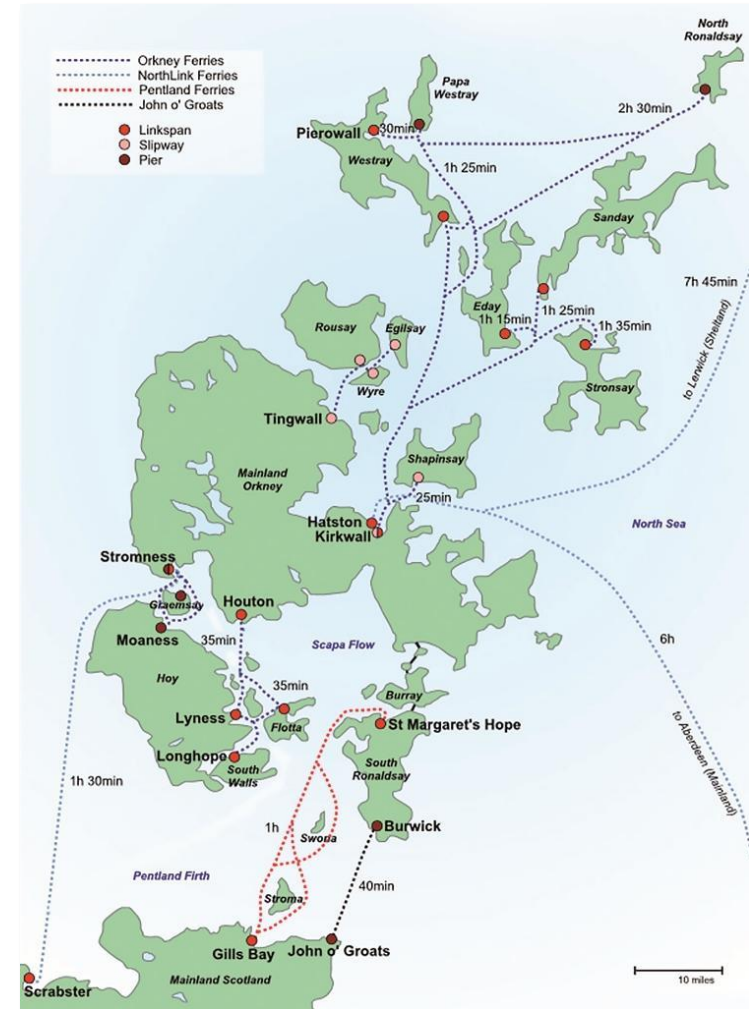 North
Ronaldsay
Orkney Ferries
NorthLink Ferries
Pentland Ferries
John o' Groats
Linkspan
Slipway
Pier
Papa
Westray
2h 30min
Pierowall
30min
Westray
1h 25min
Sanday
7h 45min
Eday
1h 25min
1h 15min
1h 35min
Rousay
Egilsay
Wyre
Stronsay
to Lerwick (Sheltand)
Tingwall
Mainland
Orkney
Shapinsay
25min
Hatston
Kirkwall
North Sea
Stromness
Graemsay
Houton
Moaness
35min
Scapa Flow
6h
Hoy
35min
Burray
Lyness
Flotta
St Margaret's Hope
Longhope
South
Walls
South
Ronaldsay
to Aberdeen (Mainland)
1h 30min
1h
Swona
Burwick
Pentland Firth
40min
Stroma
Gills Bay
John o' Groats
Mainland Scotland
10 miles
Scrabster